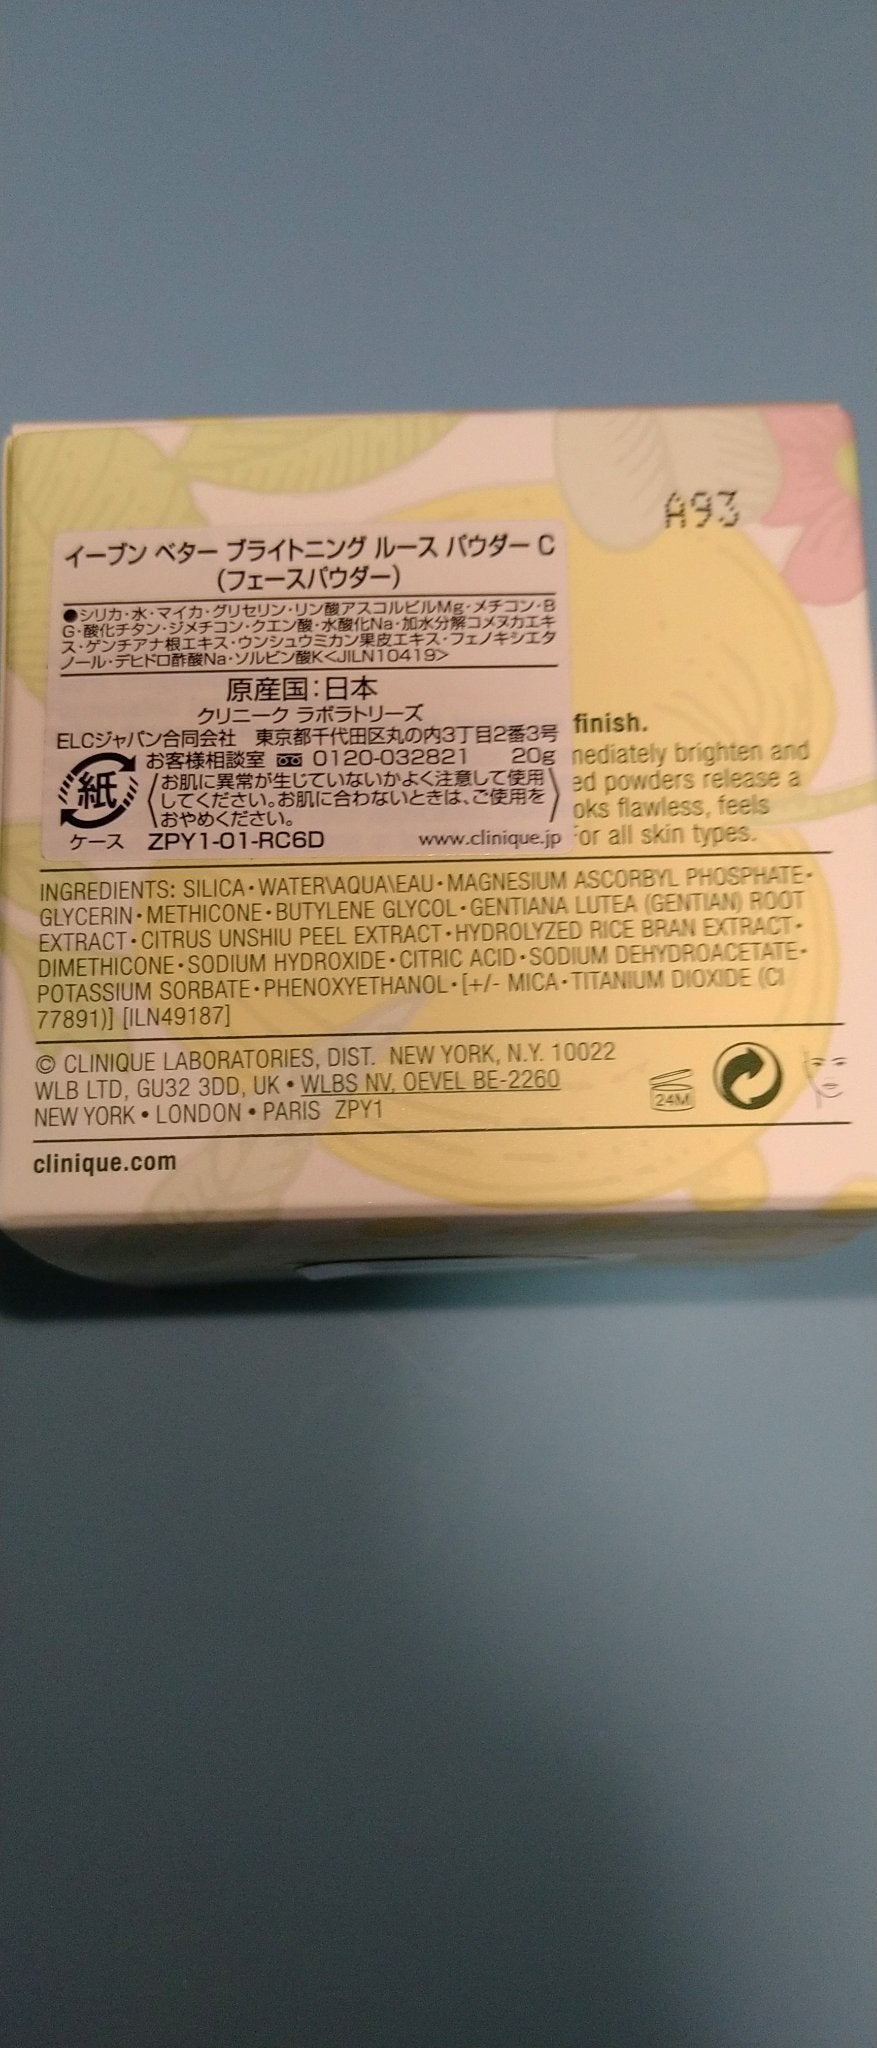 A93
イーブン ベター ブライトニング ルース パウダー C
（フェースパウダー）
●シリカ・水・マイカ・グリセリン・リン酸アスコルビルMg・メチコン・B
G・酸化チタン・ジメチコン・クエン酸・水酸化Na・加水分解コメヌカエキ
ス・ゲンチアナ根エキス・ウンシュウミカン果皮エキス・フェノキシエタ
ノール・デヒドロ酢酸Na・ソルビン酸K<JILN10419>
原産国：日本
クリニーク ラボラトリーズ
ELCジャパン合同会社 東京都千代田区丸の内3丁目2番3号
お客様相談室 0120-032821 20g
紙
お肌に異常が生じていないかよく注意して使用
してください。お肌に合わないときは、ご使用を
おやめください。
ケース ZPY1-01-RC6D www.clinique.jp
finish.
mediately brighten and
ed powders release a
oks flawless, feels
or all skin types.
INGREDIENTS: SILICA • WATER\AQUA\EAU • MAGNESIUM ASCORBYL PHOSPHATE •
GLYCERIN • METHICONE • BUTYLENE GLYCOL • GENTIANA LUTEA (GENTIAN) ROOT
EXTRACT • CITRUS UNSHIU PEEL EXTRACT • HYDROLYZED RICE BRAN EXTRACT •
DIMETHICONE • SODIUM HYDROXIDE • CITRIC ACID • SODIUM DEHYDROACETATE •
POTASSIUM SORBATE • PHENOXYETHANOL • [+/- MICA • TITANIUM DIOXIDE (CI
77891)] [ILN49187]
© CLINIQUE LABORATORIES, DIST. NEW YORK, N.Y. 10022
WLB LTD, GU32 3DD, UK • WLBS NV, OEVEL BE-2260
NEW YORK • LONDON • PARIS ZPY1
24M
clinique.com